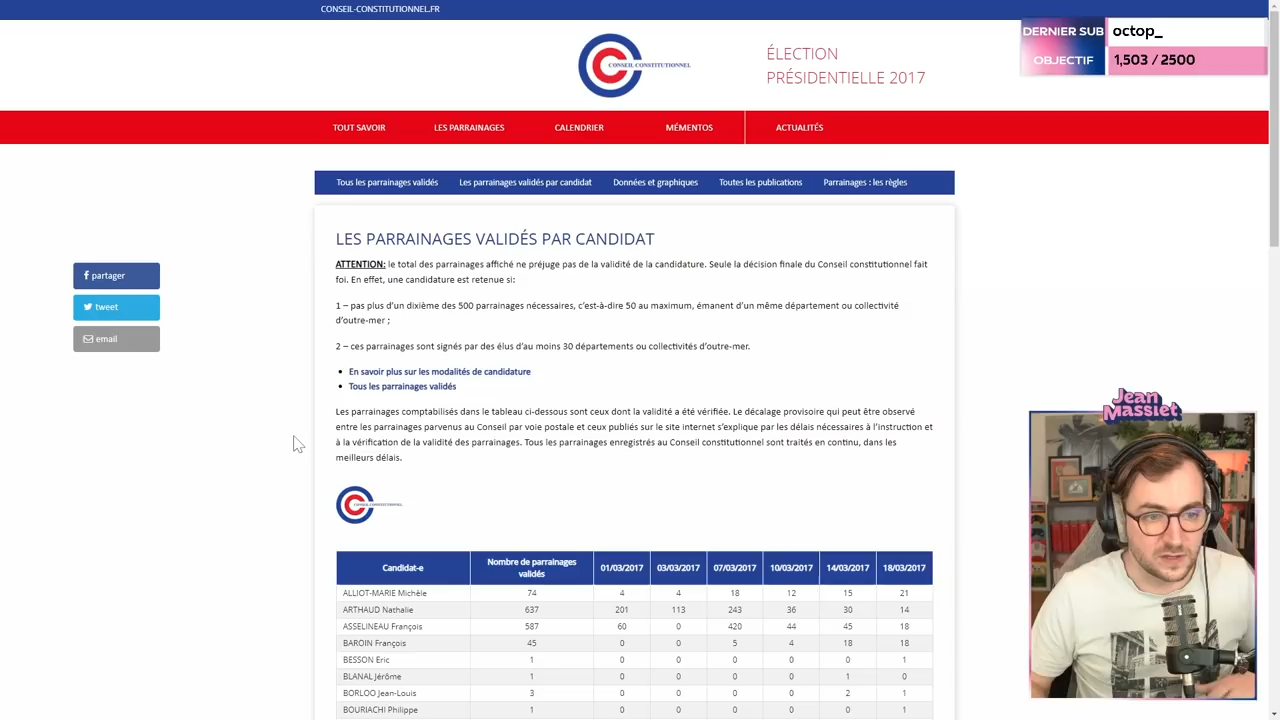 CONSEIL-CONSTITUTIONNEL.FR
DERNIER SUB octop_
OBJECTIF 1,503 / 2500
CONSEIL CONSTITUTIONNEL
ÉLECTION
PRÉSIDENTIELLE 2017
TOUT SAVOIR LES PARRAINAGES CALENDRIER MÉMENTOS ACTUALITÉS
Tous les parrainages validés Les parrainages validés par candidat Données et graphiques Toutes les publications Parrainages : les règles
LES PARRAINAGES VALIDÉS PAR CANDIDAT
ATTENTION: le total des parrainages affiché ne préjuge pas de la validité de la candidature. Seule la décision finale du Conseil constitutionnel fait
foi. En effet, une candidature est retenue si:
1 – pas plus d'un dixième des 500 parrainages nécessaires, c'est-à-dire 50 au maximum, émanent d'un même département ou collectivité
d'outre-mer ;
2 – ces parrainages sont signés par des élus d'au moins 30 départements ou collectivités d'outre-mer.
En savoir plus sur les modalités de candidature
Tous les parrainages validés
Les parrainages comptabilisés dans le tableau ci-dessous sont ceux dont la validité a été vérifiée. Le décalage provisoire qui peut être observé
entre les parrainages parvenus au Conseil par voie postale et ceux publiés sur le site internet s'explique par les délais nécessaires à l'instruction et
à la vérification de la validité des parrainages. Tous les parrainages enregistrés au Conseil constitutionnel sont traités en continu, dans les
meilleurs délais.
partager
tweet
email
Jean
Massiet
CONSEIL CONSTITUTIONNEL
Candidat-e Nombre de parrainages validés 01/03/2017 03/03/2017 07/03/2017 10/03/2017 14/03/2017 18/03/2017
ALLIOT-MARIE Michèle 74 4 4 18 12 15 21
ARTHAUD Nathalie 637 201 113 243 36 30 14
ASSELINEAU François 587 60 0 420 44 45 18
BAROIN François 45 0 0 5 4 18 18
BESSON Eric 1 0 0 0 0 0 1
BLANAL Jérôme 1 0 0 0 0 1 0
BORLOO Jean-Louis 3 0 0 0 0 2 1
BOURIACHI Philippe 1 0 0 0 0 0 1